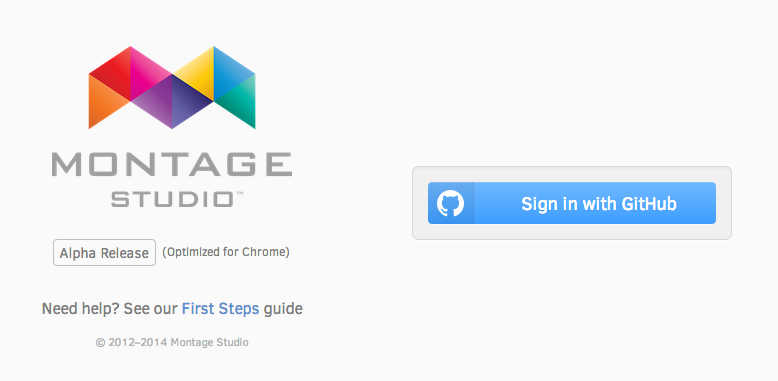 MONTAGE
STUDIO™
Alpha Release (Optimized for Chrome)
Need help? See our First Steps guide
© 2012–2014 Montage Studio
Sign in with GitHub